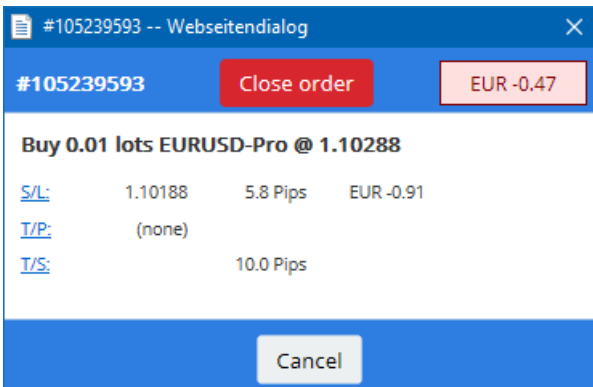 #105239593 -- Webseitendialog
#105239593 Close order EUR -0.47
Buy 0.01 lots EURUSD-Pro @ 1.10288
S/L: 1.10188 5.8 Pips EUR -0.91
T/P: (none)
T/S: 10.0 Pips
Cancel